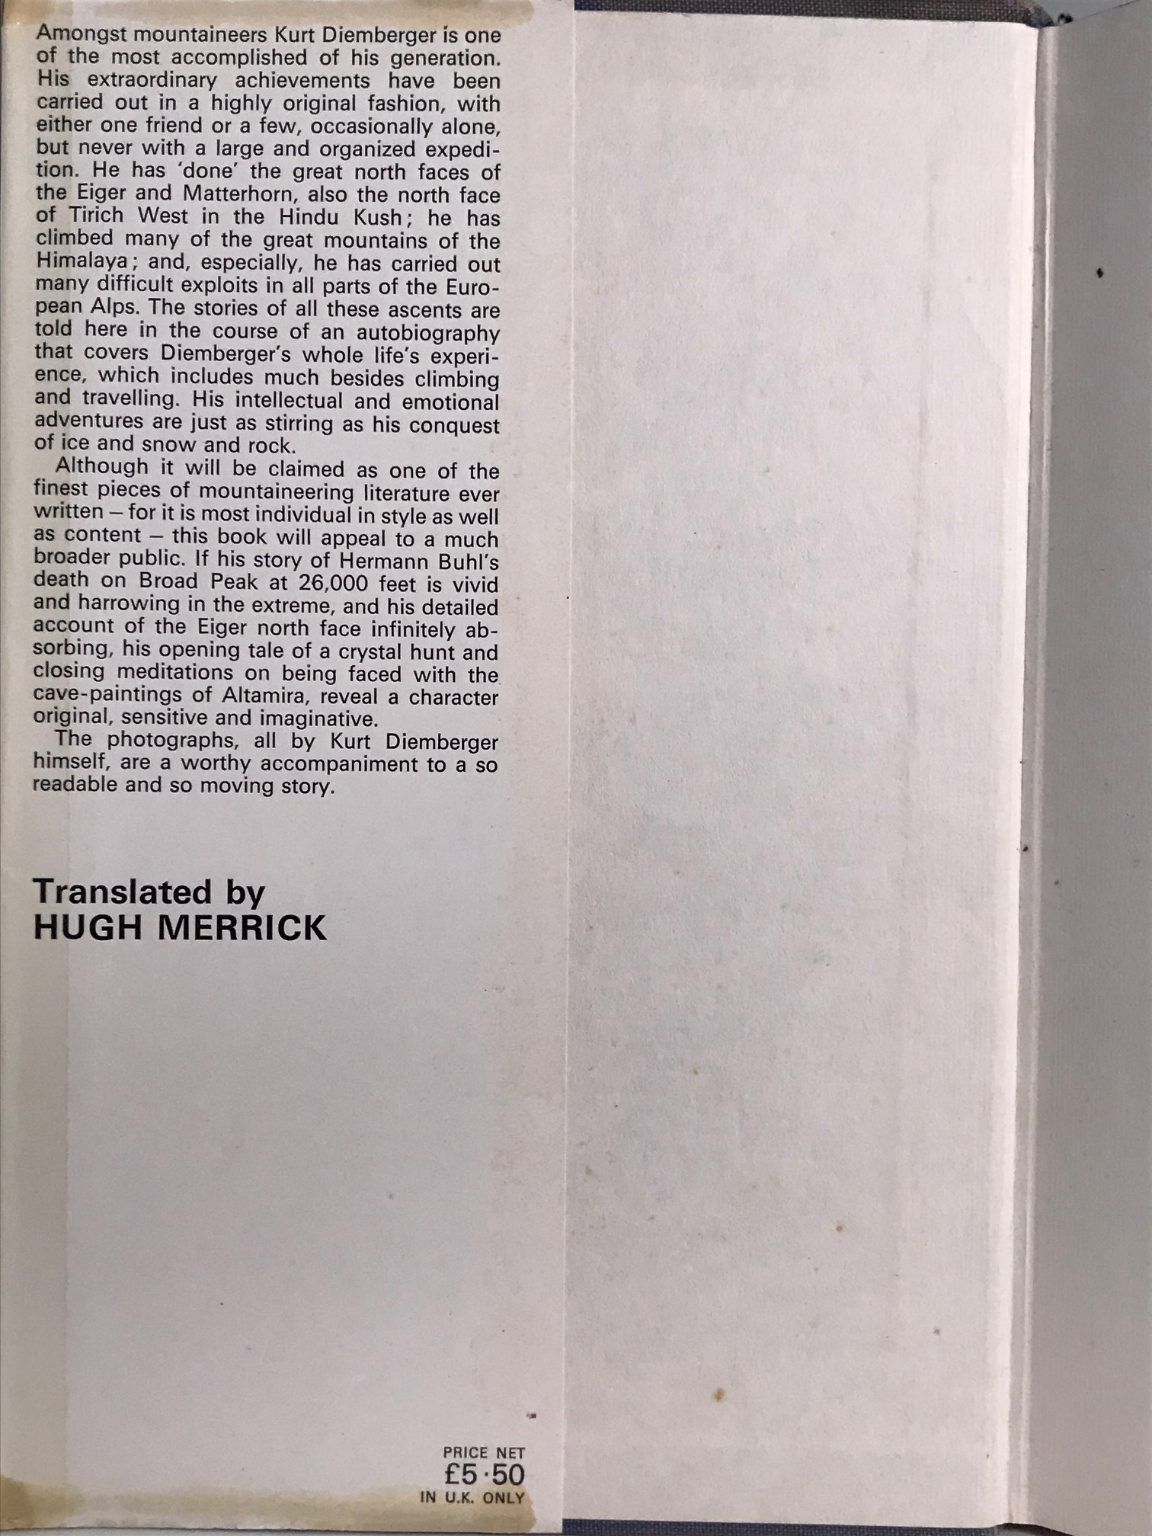 Amongst mountaineers Kurt Diemberger is one
of the most accomplished of his generation.
His extraordinary achievements have been
carried out in a highly original fashion, with
either one friend or a few, occasionally alone,
but never with a large and organized expedi-
tion. He has ‘done’ the great north faces of
the Eiger and Matterhorn, also the north face
of Tirich West in the Hindu Kush; he has
climbed many of the great mountains of the
Himalaya; and, especially, he has carried out
many difficult exploits in all parts of the Euro-
pean Alps. The stories of all these ascents are
told here in the course of an autobiography
that covers Diemberger’s whole life’s experi-
ence, which includes much besides climbing
and travelling. His intellectual and emotional
adventures are just as stirring as his conquest
of ice and snow and rock.
Although it will be claimed as one of the
finest pieces of mountaineering literature ever
written – for it is most individual in style as well
as content – this book will appeal to a much
broader public. If his story of Hermann Buhl’s
death on Broad Peak at 26,000 feet is vivid
and harrowing in the extreme, and his detailed
account of the Eiger north face infinitely ab-
sorbing, his opening tale of a crystal hunt and
closing meditations on being faced with the
cave-paintings of Altamira, reveal a character
original, sensitive and imaginative.
The photographs, all by Kurt Diemberger
himself, are a worthy accompaniment to a so
readable and so moving story.
Translated by
HUGH MERRICK
PRICE NET
£5·50
IN U.K. ONLY